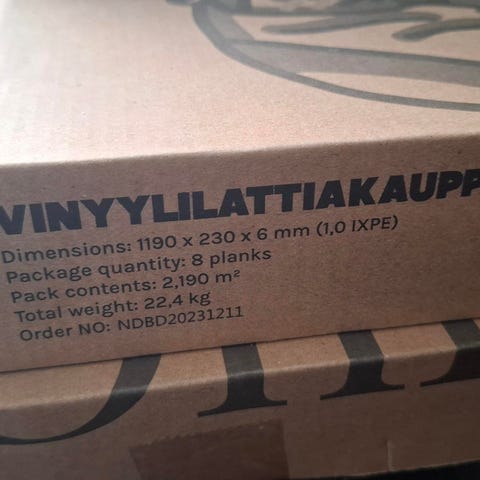 VINYYLILATTIAKAUPP
Dimensions: 1190 x 230 x 6 mm (1,0 IXPE)
Package quantity: 8 planks
Pack contents: 2,190 m²
Total weight: 22,4 kg
Order NO: NDBD20231211